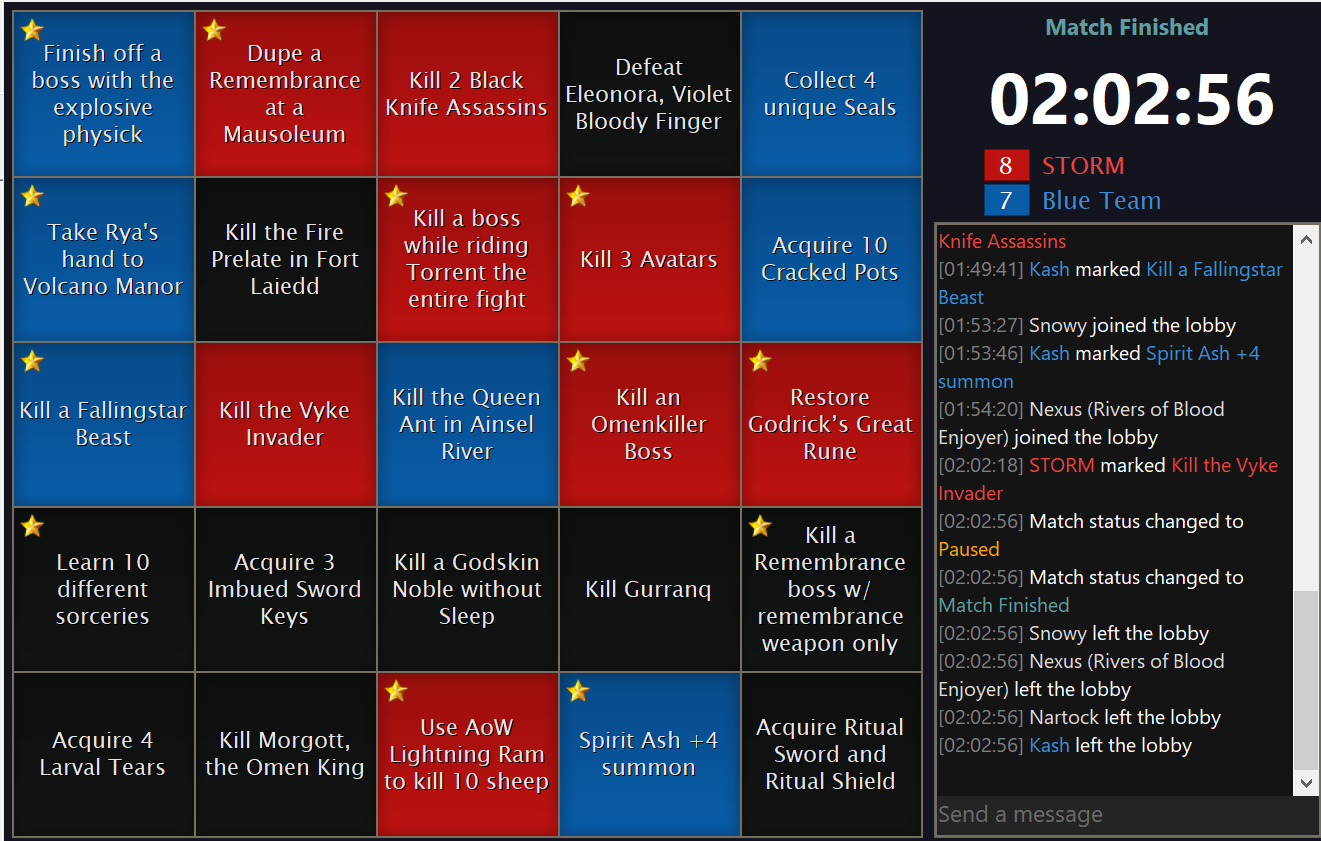 Finish off a
boss with the
explosive
physick
Dupe a
Remembrance
at a
Mausoleum
Kill 2 Black
Knife Assassins
Defeat
Eleonora, Violet
Bloody Finger
Collect 4
unique Seals
Take Rya's
hand to
Volcano Manor
Kill the Fire
Prelate in Fort
Laiedd
Kill a boss
while riding
Torrent the
entire fight
Kill 3 Avatars
Acquire 10
Cracked Pots
Kill a Fallingstar
Beast
Kill the Vyke
Invader
Kill the Queen
Ant in Ainsel
River
Kill an
Omenkiller
Boss
Restore
Godrick’s Great
Rune
Learn 10
different
sorceries
Acquire 3
Imbued Sword
Keys
Kill a Godskin
Noble without
Sleep
Kill Gurranq
Kill a
Remembrance
boss w/
remembrance
weapon only
Acquire 4
Larval Tears
Kill Morgott,
the Omen King
Use AoW
Lightning Ram
to kill 10 sheep
Spirit Ash +4
summon
Acquire Ritual
Sword and
Ritual Shield
Match Finished
02:02:56
8 STORM
7 Blue Team
Knife Assassins
[01:49:41] Kash marked Kill a Fallingstar
Beast
[01:53:27] Snowy joined the lobby
[01:53:46] Kash marked Spirit Ash +4
summon
[01:54:20] Nexus (Rivers of Blood
Enjoyer) joined the lobby
[02:02:18] STORM marked Kill the Vyke
Invader
[02:02:56] Match status changed to
Paused
[02:02:56] Match status changed to
Match Finished
[02:02:56] Snowy left the lobby
[02:02:56] Nexus (Rivers of Blood
Enjoyer) left the lobby
[02:02:56] Nartock left the lobby
[02:02:56] Kash left the lobby
Send a message